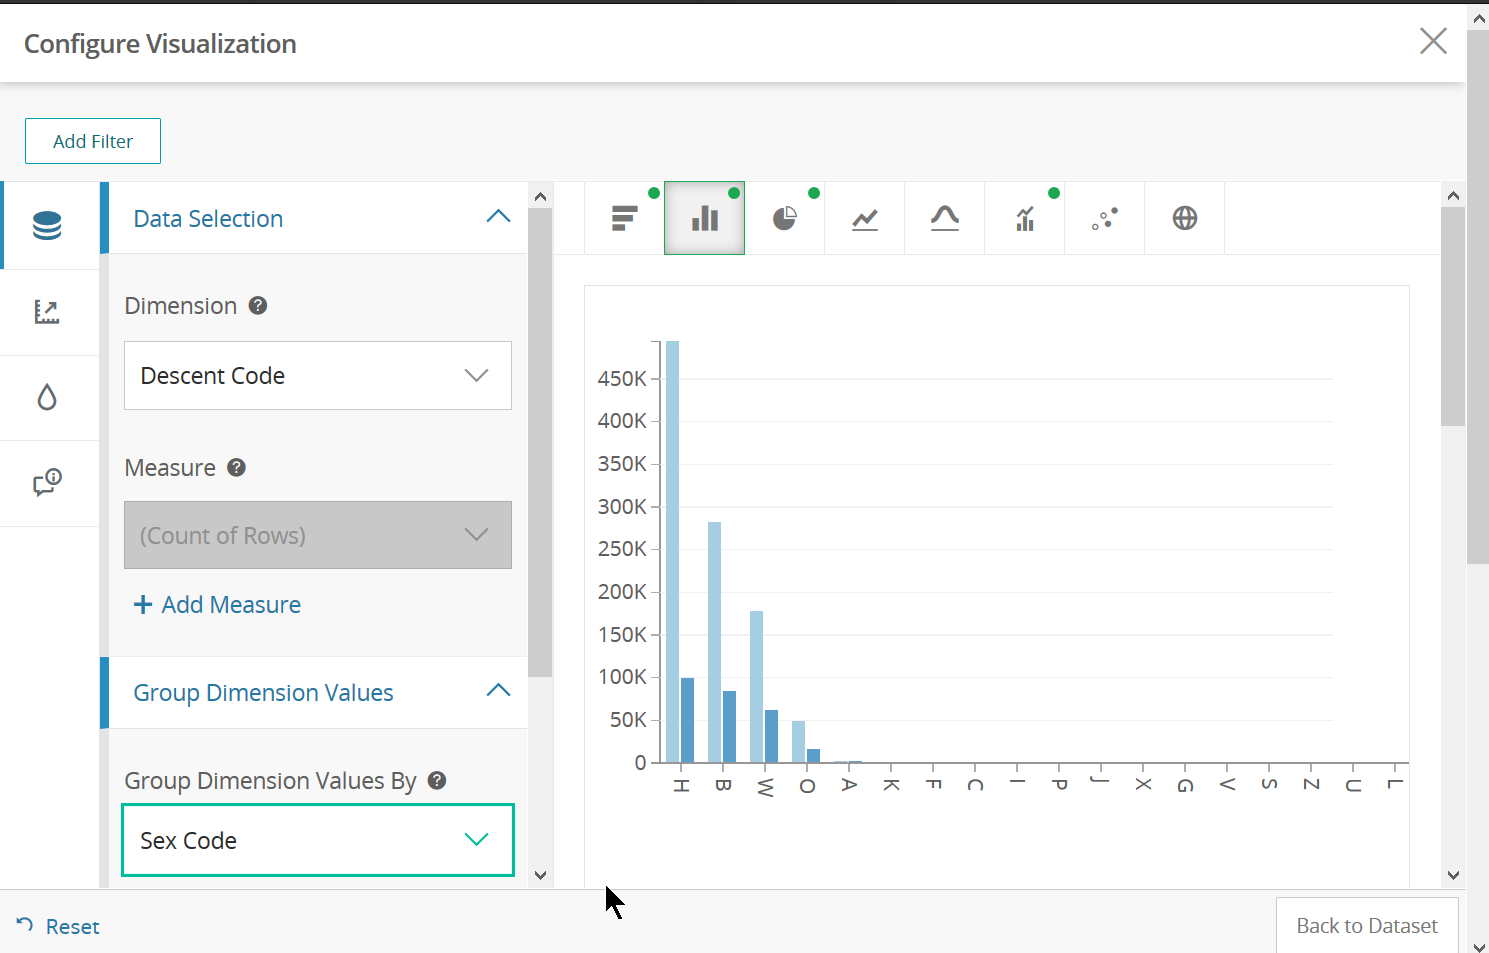 Configure Visualization
Add Filter
Data Selection
Dimension ?
Descent Code
Measure ?
(Count of Rows)
+ Add Measure
Group Dimension Values
Group Dimension Values By ?
Sex Code
450K
400K
350K
300K
250K
200K
150K
100K
50K
0
H B W O A K F C I P J X G V S Z U L
Reset
Back to Dataset